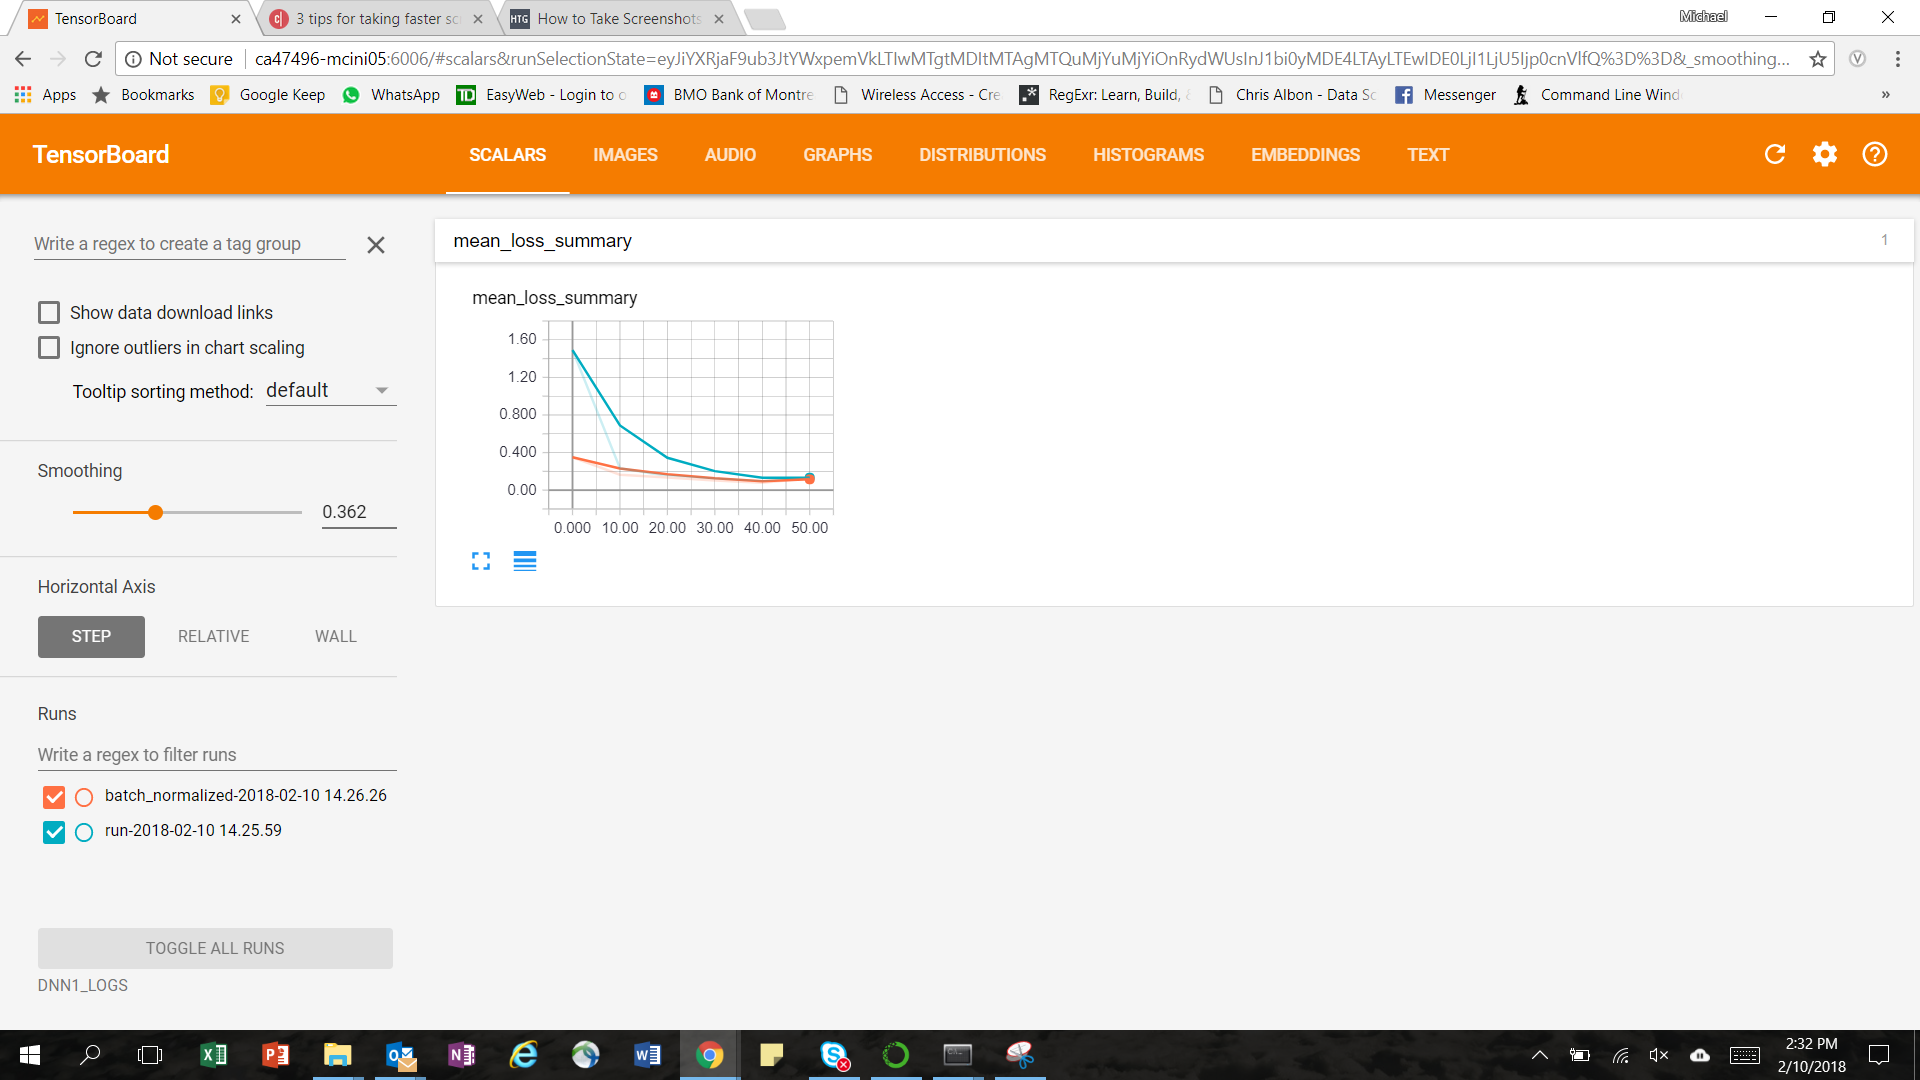 TensorBoard
3 tips for taking faster sc
HTG How to Take Screenshots
Michael
Not secure
ca47496-mcini05:6006/#scalars&runSelectionState=
Apps
Bookmarks
Google Keep
WhatsApp
TD EasyWeb - Login to o
BMO Bank of Montre
Wireless Access - Cre
RegExr: Learn, Build,
Chris Albon - Data Sc
Messenger
Command Line Wind
»
TensorBoard
SCALARS
IMAGES
AUDIO
GRAPHS
DISTRIBUTIONS
HISTOGRAMS
EMBEDDINGS
TEXT
Write a regex to create a tag group
Show data download links
Ignore outliers in chart scaling
Tooltip sorting method: default
Smoothing
0.362
Horizontal Axis
STEP
RELATIVE
WALL
Runs
Write a regex to filter runs
batch_normalized-2018-02-10 14.26.26
run-2018-02-10 14.25.59
TOGGLE ALL RUNS
DNN1_LOGS
mean_loss_summary
1
mean_loss_summary
1.60
1.20
0.800
0.400
0.00
0.000 10.00 20.00 30.00 40.00 50.00
2:32 PM
2/10/2018